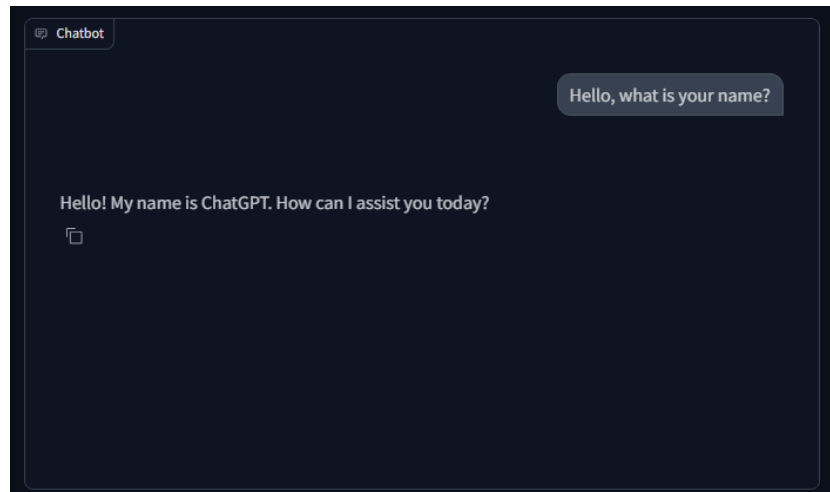 Chatbot
Hello, what is your name?
Hello! My name is ChatGPT. How can I assist you today?